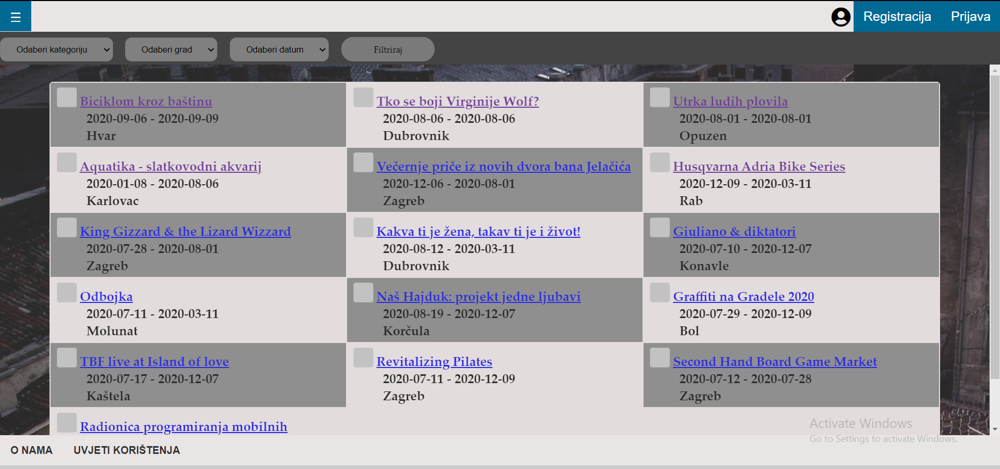 ☰
Registracija Prijava
Odaberi kategoriju Odaberi grad Odaberi datum Filtriraj
Biciklom kroz baštinu
2020-09-06 - 2020-09-09
Hvar
Tko se boji Virginije Wolf?
2020-08-06 - 2020-08-06
Dubrovnik
Utrka ludih plovila
2020-08-01 - 2020-08-01
Opuzen
Aquatika - slatkovodni akvarij
2020-01-08 - 2020-08-06
Karlovac
Večernje priče iz novih dvora bana Jelačića
2020-12-06 - 2020-08-01
Zagreb
Husqvarna Adria Bike Series
2020-12-09 - 2020-03-11
Rab
King Gizzard & the Lizard Wizzard
2020-07-28 - 2020-08-01
Zagreb
Kakva ti je žena, takav ti je i život!
2020-08-12 - 2020-03-11
Dubrovnik
Giuliano & diktatori
2020-07-10 - 2020-12-07
Konavle
Odbojka
2020-07-11 - 2020-03-11
Molunat
Naš Hajduk: projekt jedne ljubavi
2020-08-19 - 2020-12-07
Korčula
Graffiti na Gradele 2020
2020-07-29 - 2020-12-09
Bol
TBF live at Island of love
2020-07-17 - 2020-12-07
Kaštela
Revitalizing Pilates
2020-07-11 - 2020-12-09
Zagreb
Second Hand Board Game Market
2020-07-12 - 2020-07-28
Zagreb
Radionica programiranja mobilnih
Activate Windows
Go to Settings to activate Windows.
O NAMA UVJETI KORIŠTENJA